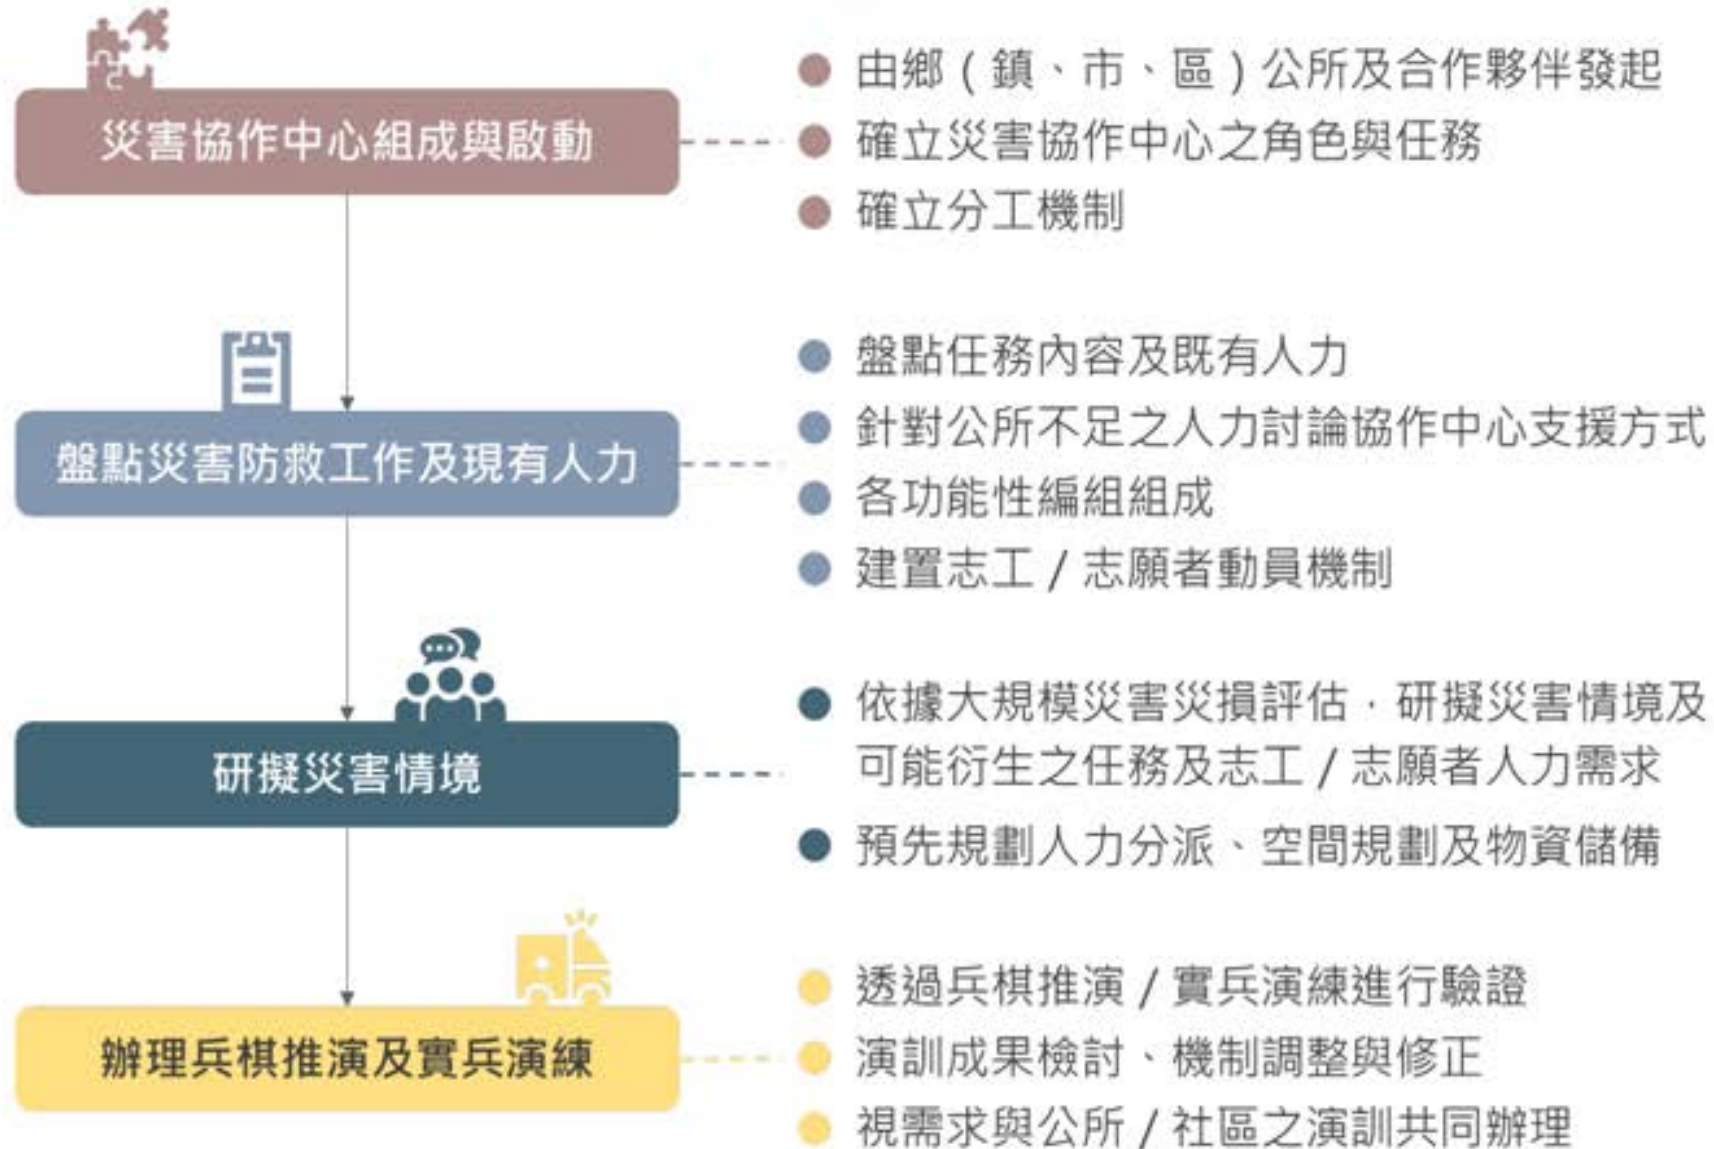 災害協作中心組成與啟動
由鄉（鎮、市、區）公所及合作夥伴發起
確立災害協作中心之角色與任務
確立分工機制
盤點災害防救工作及現有人力
盤點任務內容及既有人力
針對公所不足之人力討論協作中心支援方式
各功能性編組組成
建置志工 / 志願者動員機制
研擬災害情境
依據大規模災害災損評估，研擬災害情境及
可能衍生之任務及志工 / 志願者人力需求
預先規劃人力分派、空間規劃及物資儲備
辦理兵棋推演及實兵演練
透過兵棋推演 / 實兵演練進行驗證
演訓成果檢討、機制調整與修正
視需求與公所 / 社區之演訓共同辦理